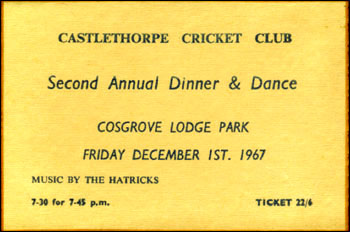 CASTLETHORPE CRICKET CLUB
Second Annual Dinner & Dance
COSGROVE LODGE PARK
FRIDAY DECEMBER 1ST. 1967
MUSIC BY THE HATRICKS
7-30 for 7-45 p.m. TICKET 22/6